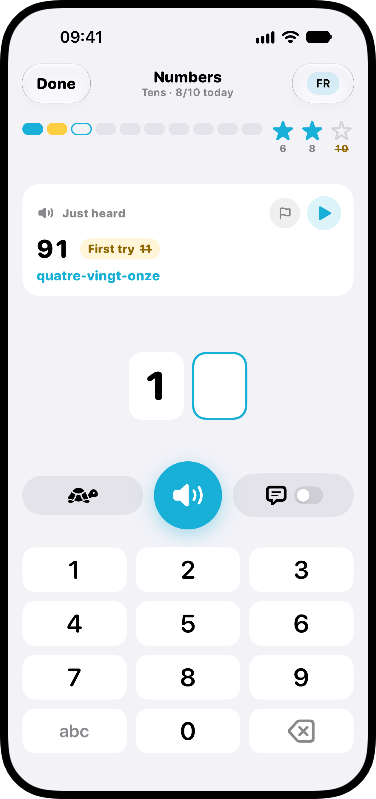 09:41
Done
Numbers
FR
Tens · 8/10 today
6 8 10
Just heard
91 First try 11
quatre-vingt-onze
1
1 2 3
4 5 6
7 8 9
abc 0